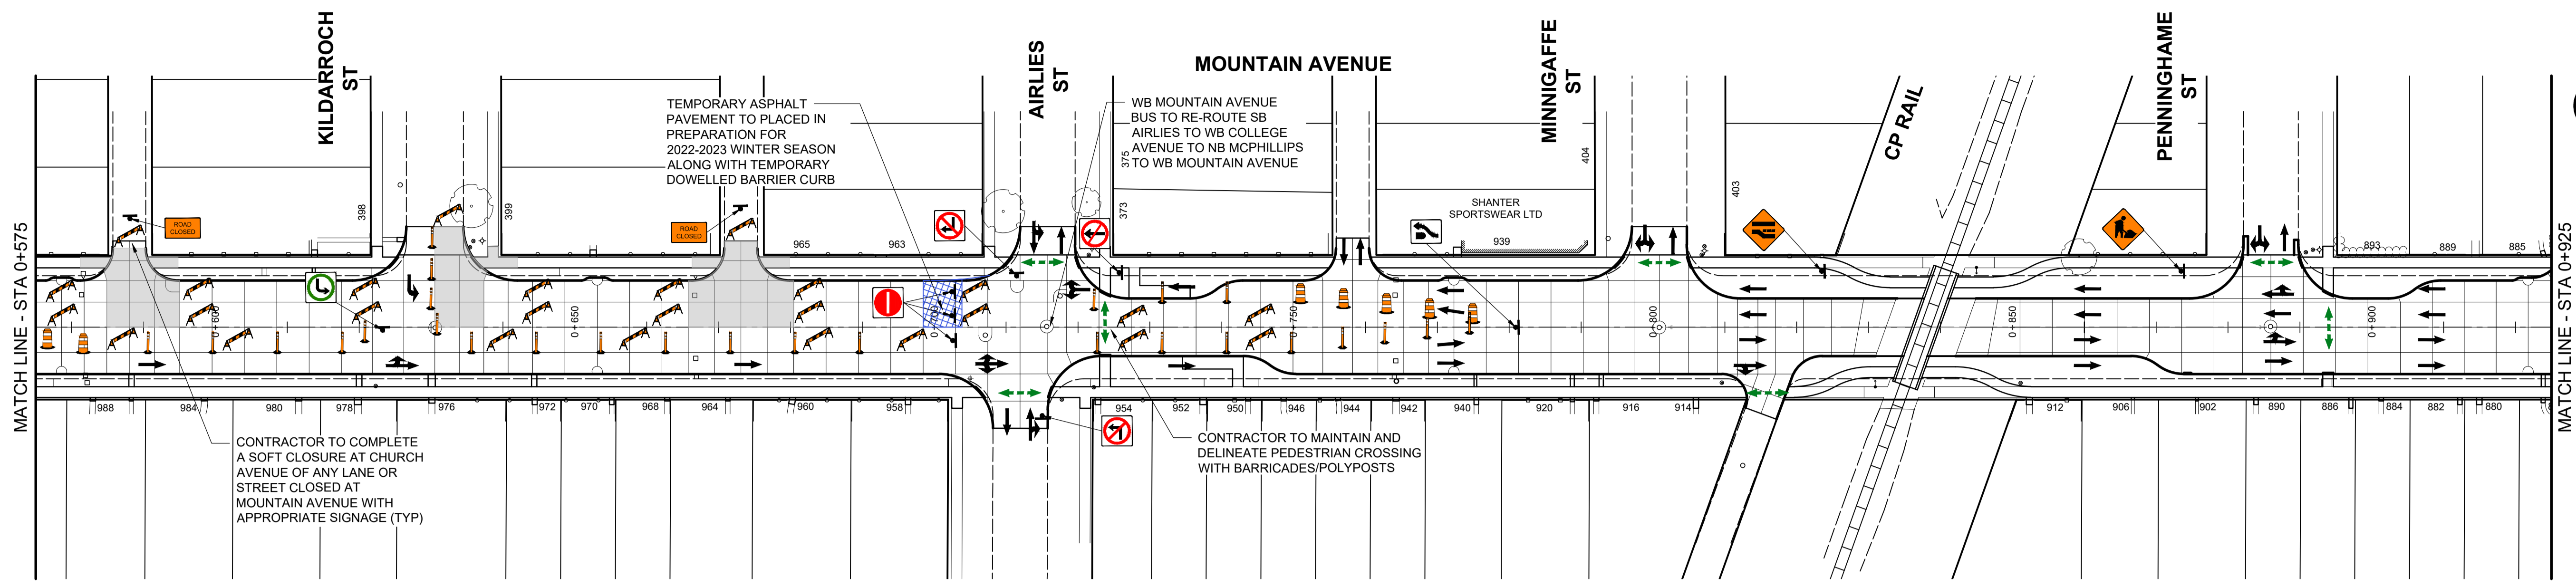 KILDARROCH
ST
AIRLIES
ST
MOUNTAIN AVENUE
MINNIGAFFE
ST
CP RAIL
PENNINGHAME
ST
TEMPORARY ASPHALT
PAVEMENT TO PLACED IN
PREPARATION FOR
2022-2023 WINTER SEASON
ALONG WITH TEMPORARY
DOWELLED BARRIER CURB
WB MOUNTAIN AVENUE
BUS TO RE-ROUTE SB
AIRLIES TO WB COLLEGE
AVENUE TO NB MCPHILLIPS
TO WB MOUNTAIN AVENUE
375
373
404
403
398
399
ROAD
CLOSED
ROAD
CLOSED
965
963
SHANTER
SPORTSWEAR LTD
939
893
889
885
MATCH LINE - STA 0+575
MATCH LINE - STA 0+925
0+600
0+650
0+700
0+750
0+800
0+850
0+900
988
984
980
978
976
972
970
968
964
960
958
954
952
950
946
944
942
940
920
916
914
912
906
902
890
886
884
882
880
CONTRACTOR TO COMPLETE
A SOFT CLOSURE AT CHURCH
AVENUE OF ANY LANE OR
STREET CLOSED AT
MOUNTAIN AVENUE WITH
APPROPRIATE SIGNAGE (TYP)
CONTRACTOR TO MAINTAIN AND
DELINEATE PEDESTRIAN CROSSING
WITH BARRICADES/POLYPOSTS